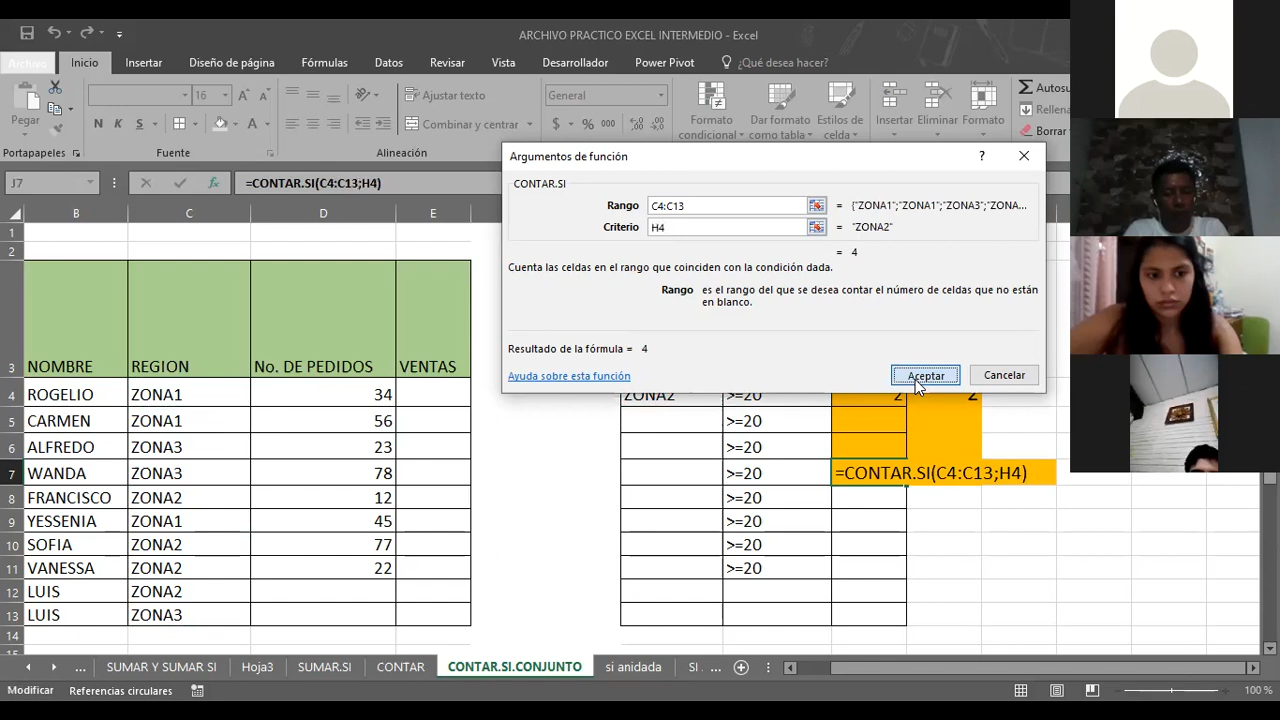 ARCHIVO PRACTICO EXCEL INTERMEDIO - Excel
Archivo Inicio Insertar Diseño de página Fórmulas Datos Revisar Vista Desarrollador Power Pivot ¿Qué desea hacer?
Pegar
16
N K S
Portapapeles
Fuente
Ajustar texto
Combinar y centrar
Alineación
General
$ % 000
Formato condicional
Dar formato como tabla
Estilos de celda
Insertar Eliminar Formato
Autosu
Rellena
Borrar
J7 fx =CONTAR.SI(C4:C13;H4)
Argumentos de función ?
CONTAR.SI
Rango C4:C13 = {"ZONA1";"ZONA1";"ZONA3";"ZONA...
Criterio H4 = "ZONA2"
= 4
Cuenta las celdas en el rango que coinciden con la condición dada.
Rango es el rango del que se desea contar el número de celdas que no están
en blanco.
Resultado de la fórmula = 4
Ayuda sobre esta función Aceptar Cancelar
B C D E
1
2
3 NOMBRE REGION No. DE PEDIDOS VENTAS
4 ROGELIO ZONA1 34 ZONA2 >=20 2 2
5 CARMEN ZONA1 56 >=20
6 ALFREDO ZONA3 23 >=20
7 WANDA ZONA3 78 >=20 =CONTAR.SI(C4:C13;H4)
8 FRANCISCO ZONA2 12 >=20
9 YESSENIA ZONA1 45 >=20
10 SOFIA ZONA2 77 >=20
11 VANESSA ZONA2 22 >=20
12 LUIS ZONA2
13 LUIS ZONA3
14
... SUMAR Y SUMAR SI Hoja3 SUMAR.SI CONTAR CONTAR.SI.CONJUNTO si anidada SI ...
Modificar Referencias circulares 100 %